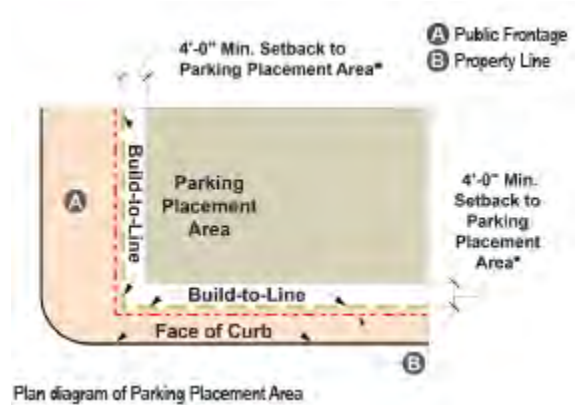 4'-0" Min. Setback to
Parking Placement Area*
A Public Frontage
B Property Line
Build-to-Line
A
Parking
Placement
Area
4'-0" Min.
Setback to
Parking
Placement
Area*
Build-to-Line
Face of Curb
B
Plan diagram of Parking Placement Area